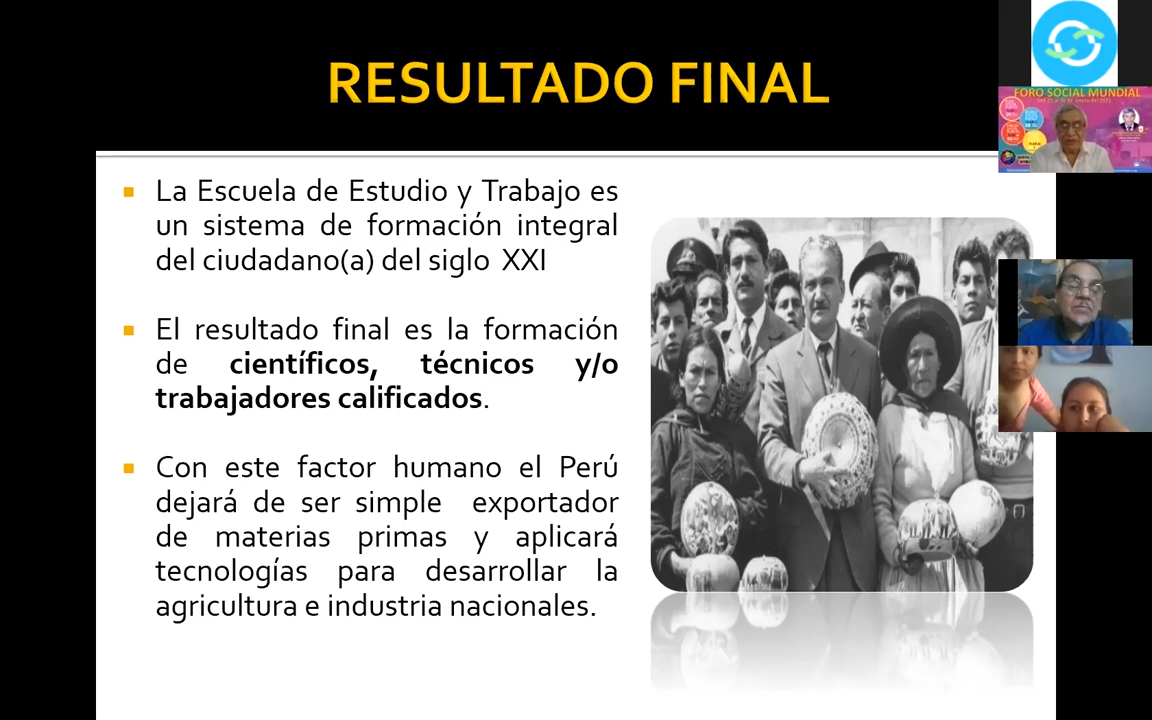 RESULTADO FINAL
La Escuela de Estudio y Trabajo es
un sistema de formación integral
del ciudadano(a) del siglo XXI
El resultado final es la formación
de científicos, técnicos y/o
trabajadores calificados.
Con este factor humano el Perú
dejará de ser simple exportador
de materias primas y aplicará
tecnologías para desarrollar la
agricultura e industria nacionales.
FORO SOCIAL MUNDIAL